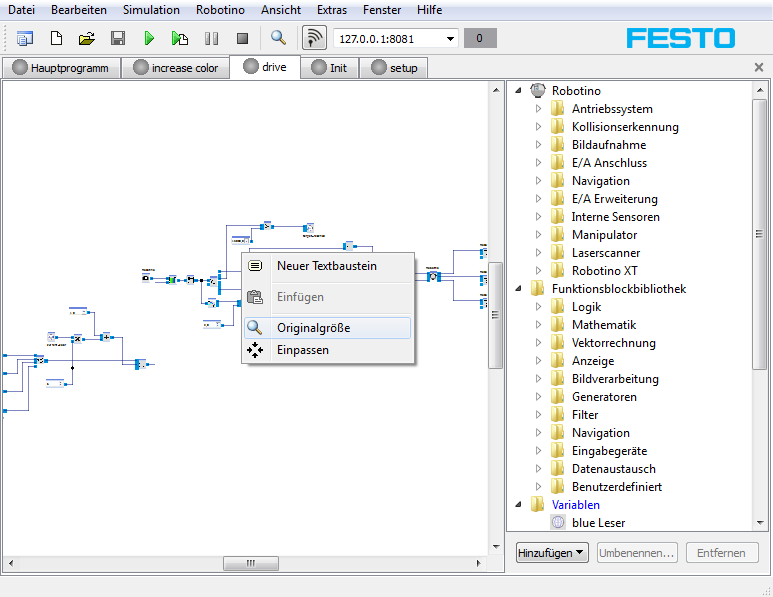 Datei Bearbeiten Simulation Robotino Ansicht Extras Fenster Hilfe
127.0.0.1:8081 0 FESTO
Hauptprogramm increase color drive Init setup
Neuer Textbaustein
Einfügen
Originalgröße
Einpassen
Robotino
Antriebssystem
Kollisionserkennung
Bildaufnahme
E/A Anschluss
Navigation
E/A Erweiterung
Interne Sensoren
Manipulator
Laserscanner
Robotino XT
Funktionsblockbibliothek
Logik
Mathematik
Vektorrechnung
Anzeige
Bildverarbeitung
Generatoren
Filter
Navigation
Eingabegeräte
Datenaustausch
Benutzerdefiniert
Variablen
blue Leser
Hinzufügen Umbenennen... Entfernen